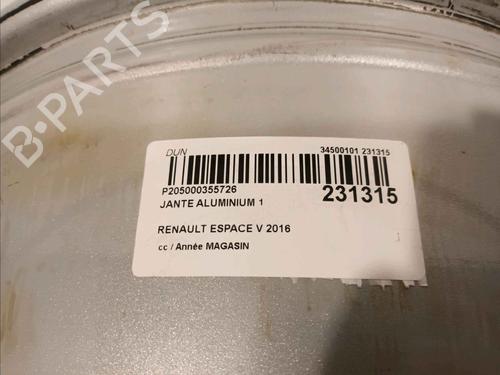 B-PARTS
DUN 34500101 231315
P205000355726 231315
JANTE ALUMINIUM 1
RENAULT ESPACE V 2016
cc / Année MAGASIN